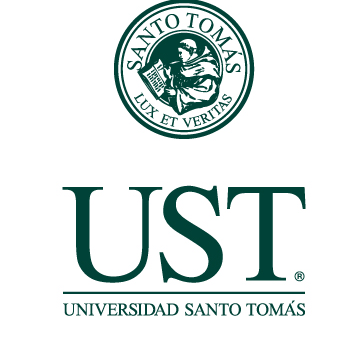 SANTO TOMÁS
LUX ET VERITAS
UST®
UNIVERSIDAD SANTO TOMÁS